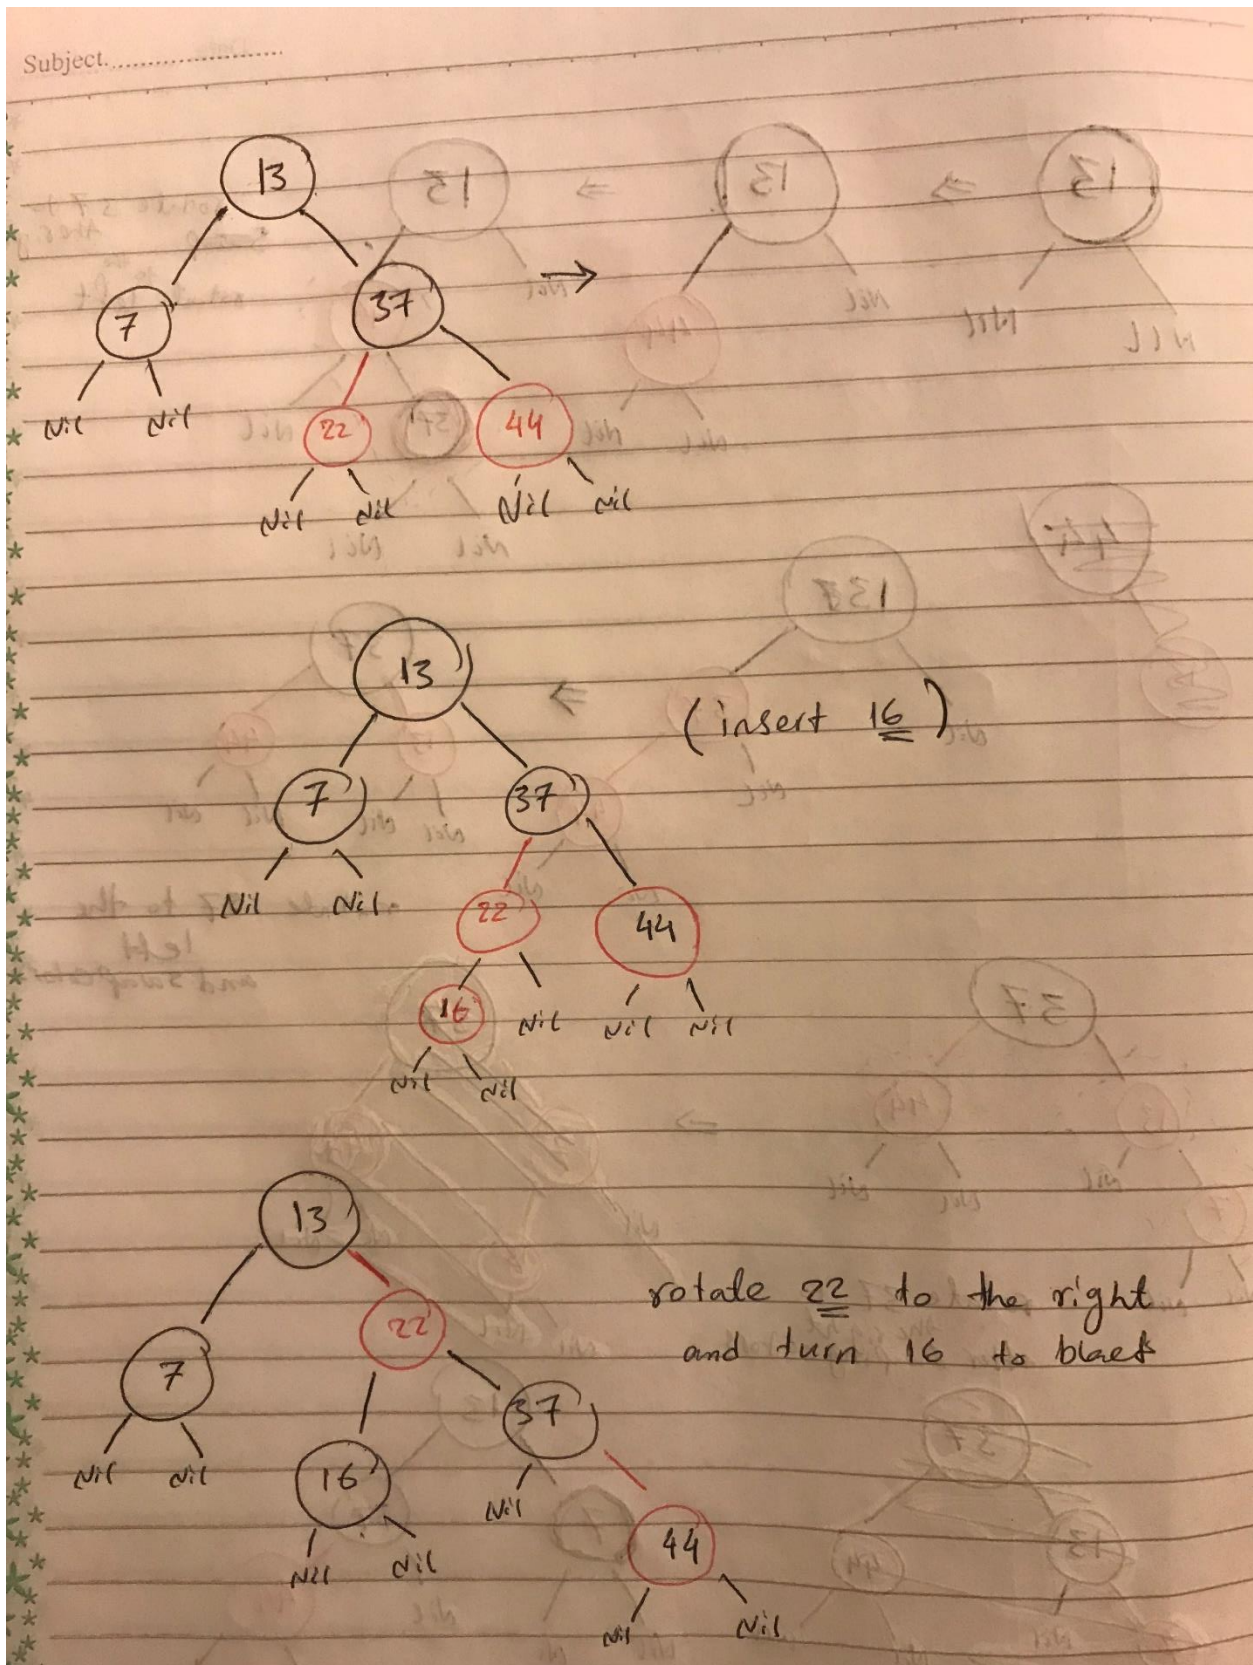 Subject.
13
7
37
Nil Nil
22
44
Nil Nil Nil Nil
13
(insert 16)
7
37
Nil Nil
22
44
16
Nil Nil Nil
Nil Nil
13
rotate 22 to the right
22
and turn 16 to black
7
37
Nil Nil
16
Nil
44
Nil Nil
Nil Nil